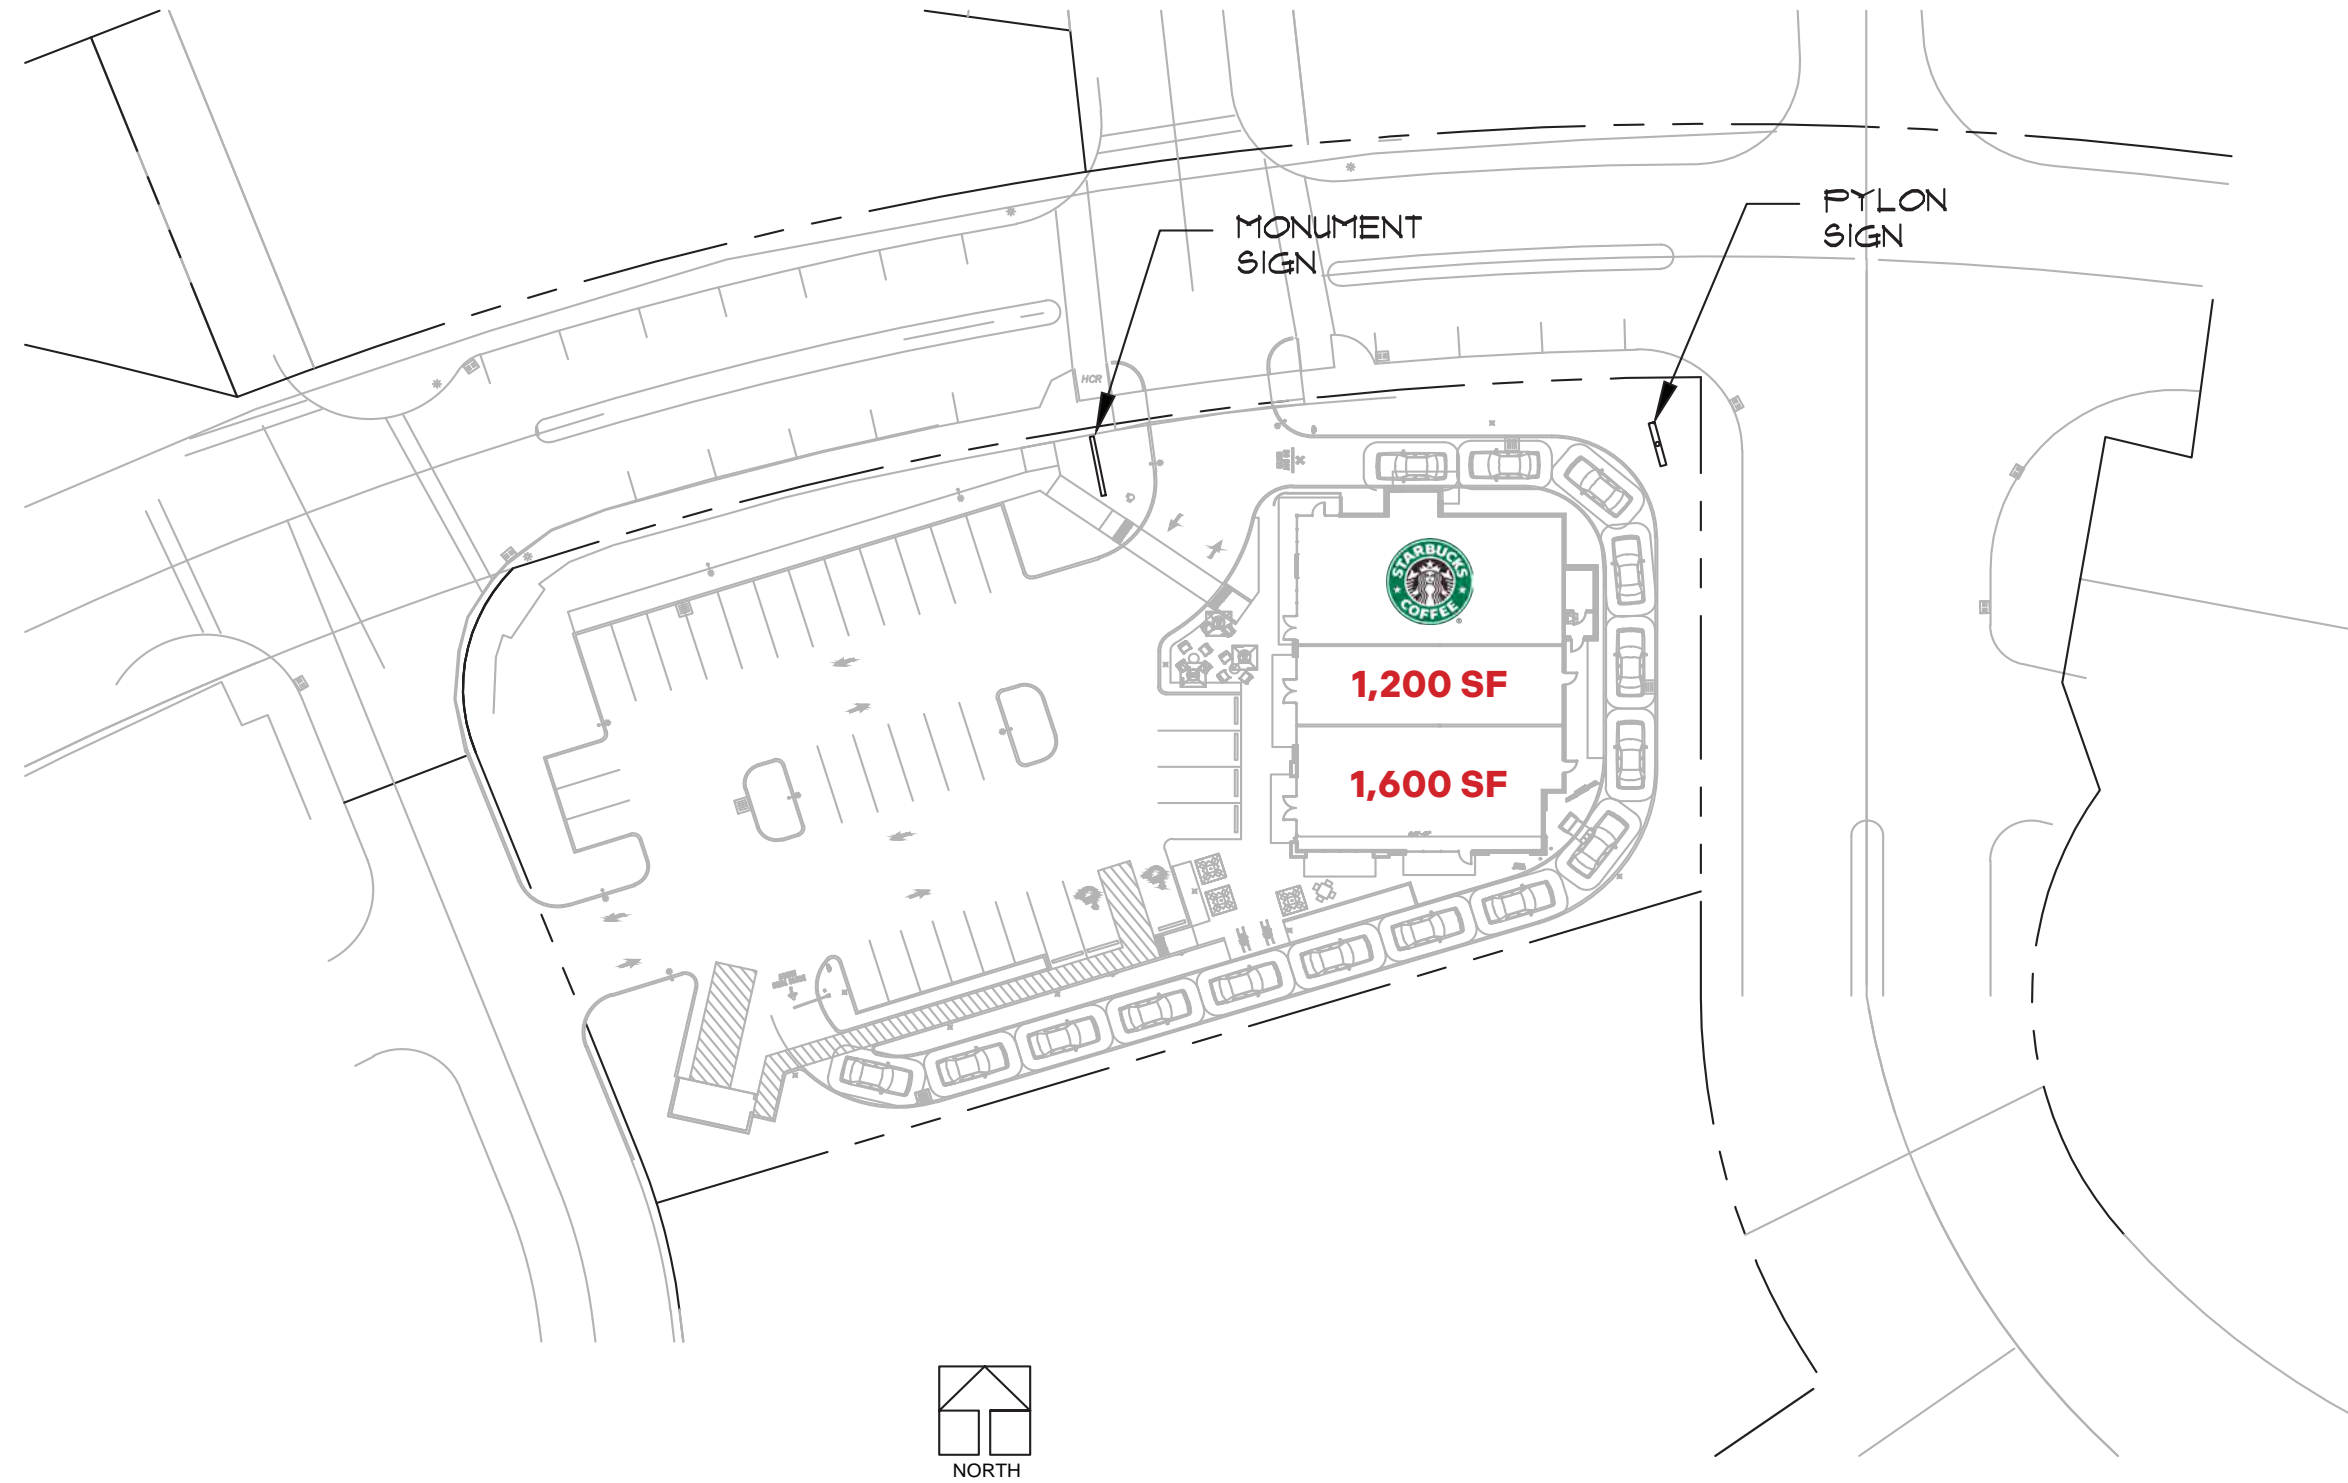 MONUMENT
SIGN
PYLON
SIGN
HCR
STARBUCKS
COFFEE
®
1,200 SF
1,600 SF
NORTH